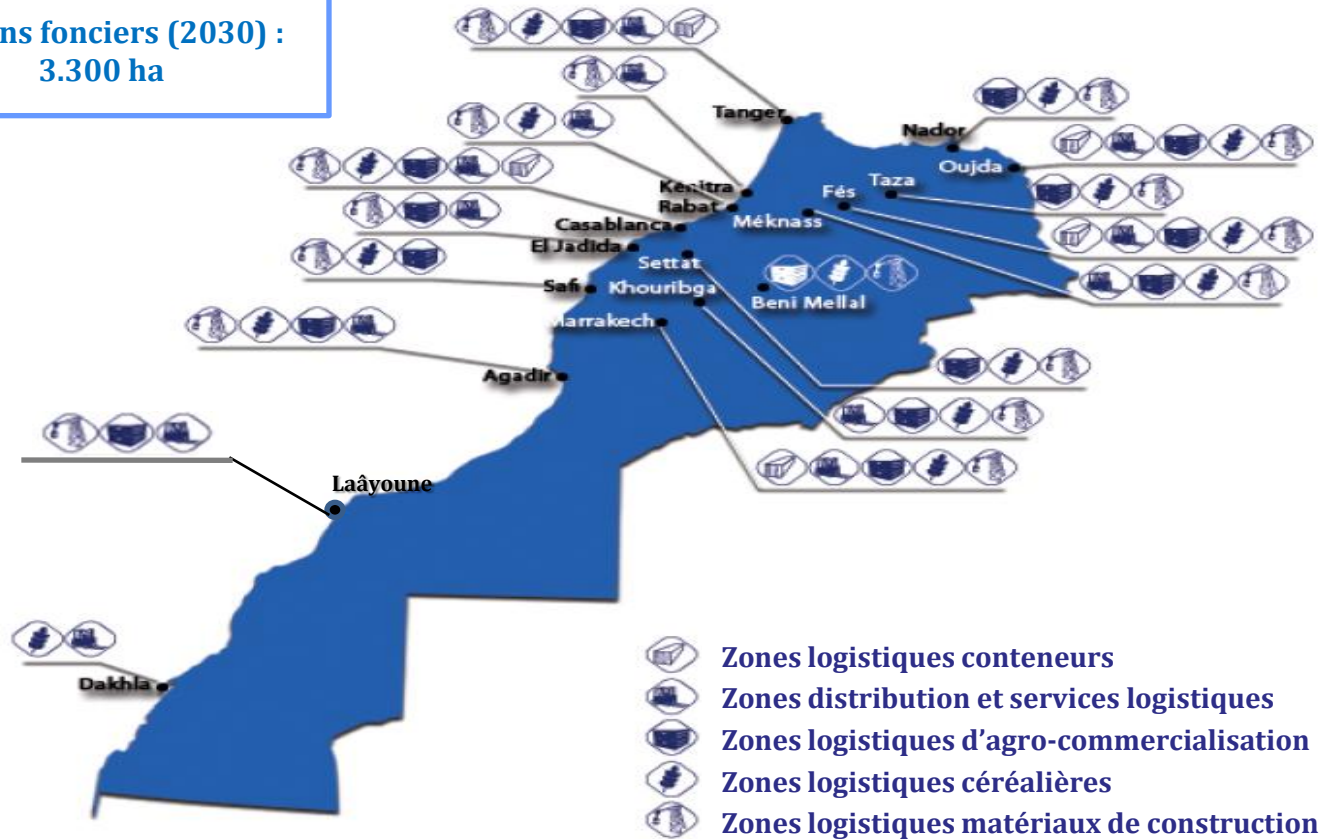 ns fonciers (2030) :
3.300 ha
Tanger
Nador
Oujda
Taza
Fés
Kenitra
Rabat
Méknass
Casablanca
El Jadida
Settat
Safi
Khouribga
Beni Mellal
Marrakech
Agadir
Laâyoune
Dakhla
Zones logistiques conteneurs
Zones distribution et services logistiques
Zones logistiques d’agro-commercialisation
Zones logistiques céréalières
Zones logistiques matériaux de construction